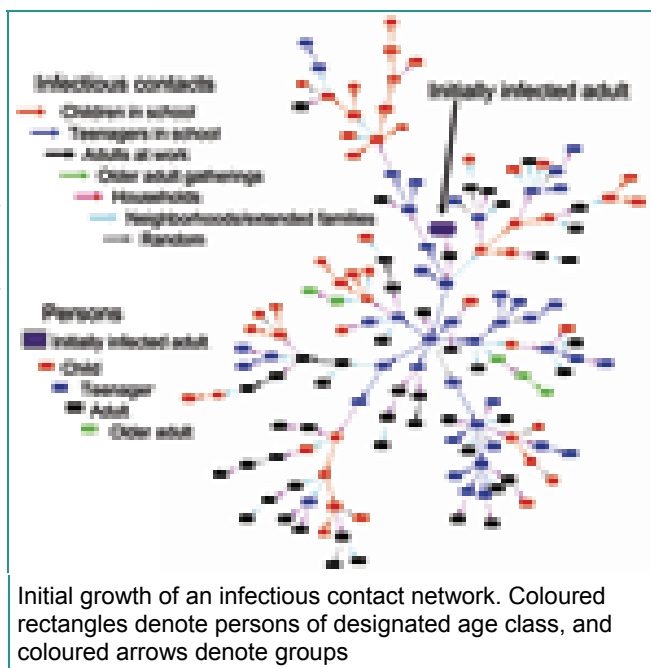 Infectious contacts
Children in school
Teenagers in school
Adults at work
Older adult gatherings
Households
Neighborhoods/extended families
Random
Initially infected adult
Persons
Initially infected adult
Child
Teenager
Adult
Older adult
Initial growth of an infectious contact network. Coloured
rectangles denote persons of designated age class, and
coloured arrows denote groups